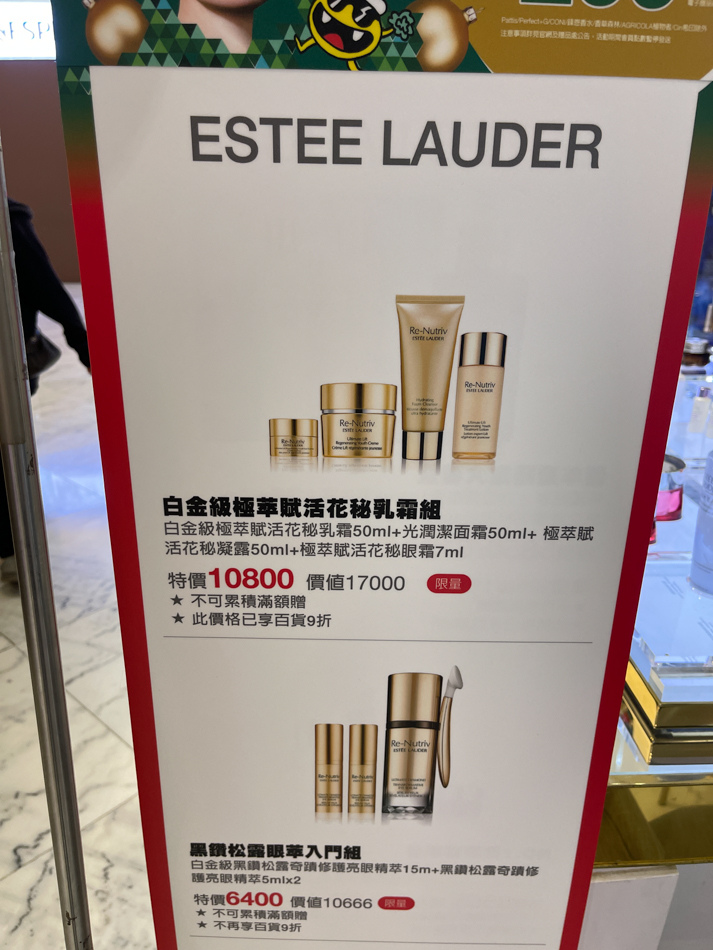 ESTEE LAUDER
Re-Nutriv
ESTEE LAUDER
Re-Nutriv
ESTEE LAUDER
Re-Nutriv
ESTEE LAUDER
Re-Nutriv
白金級極萃賦活花秘乳霜組
白金級極萃賦活花秘乳霜50ml+光潤潔面霜50ml+ 極萃賦
活花秘凝露50ml+極萃賦活花秘眼霜7ml
特價10800 價值17000 限量
★ 不可累積滿額贈
★ 此價格已享百貨9折
Re-Nutriv
Re-Nutriv
Re-Nutriv
ESTEE LAUDER
黑鑽松露眼萃入門組
白金級黑鑽松露奇蹟修護亮眼精萃15m+黑鑽松露奇蹟修
護亮眼精萃5mlx2
特價6400 價值10666 限量
★ 不可累積滿額贈
★ 不再享百貨9折